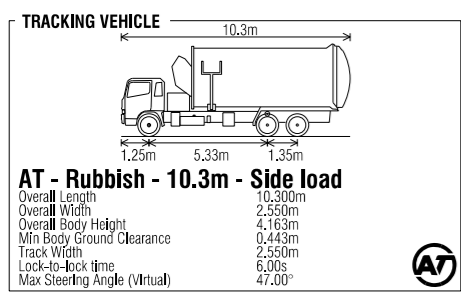 TRACKING VEHICLE
10.3m
1.25m 5.33m 1.35m
AT - Rubbish - 10.3m - Side load
Overall Length 10.300m
Overall Width 2.550m
Overall Body Height 4.163m
Min Body Ground Clearance 0.443m
Track Width 2.550m
Lock-to-lock time 6.00s
Max Steering Angle (Virtual) 47.00°
AT